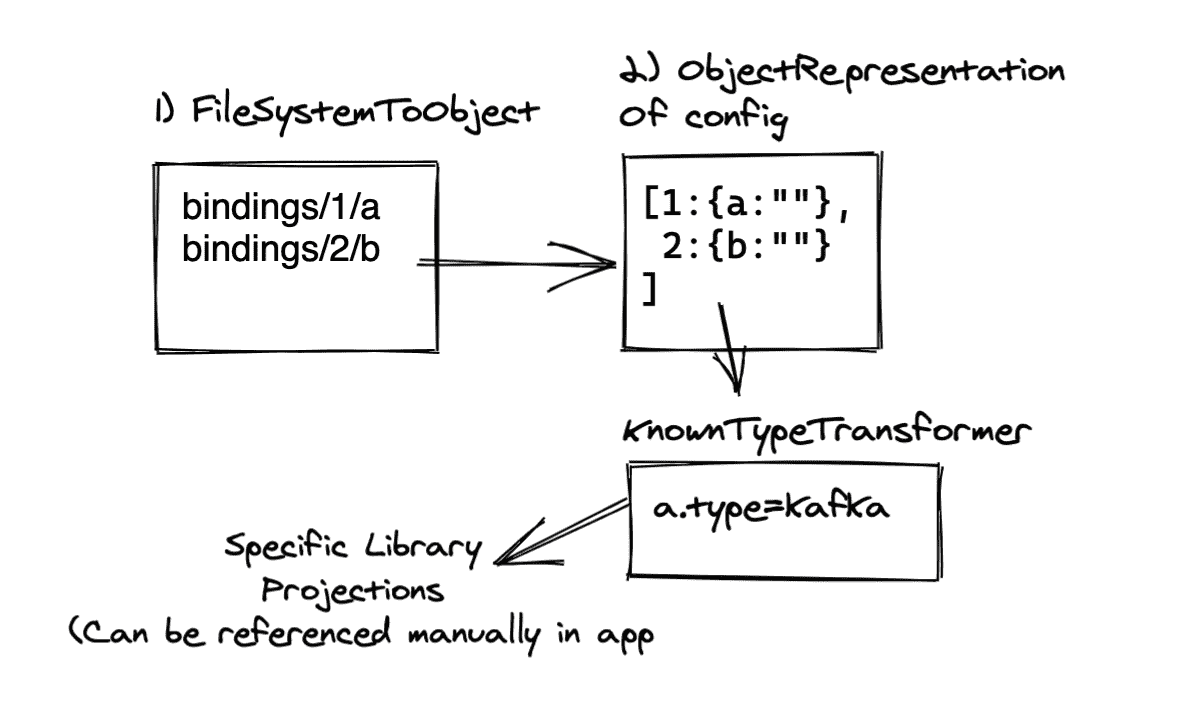 1) FileSystemToObject
bindings/1/a
bindings/2/b
2) ObjectRepresentation
Of config
[1:{a:""},
2:{b:""}
]
KnownTypeTransformer
a.type=Kafka
Specific Library
Projections
(Can be referenced manually in app